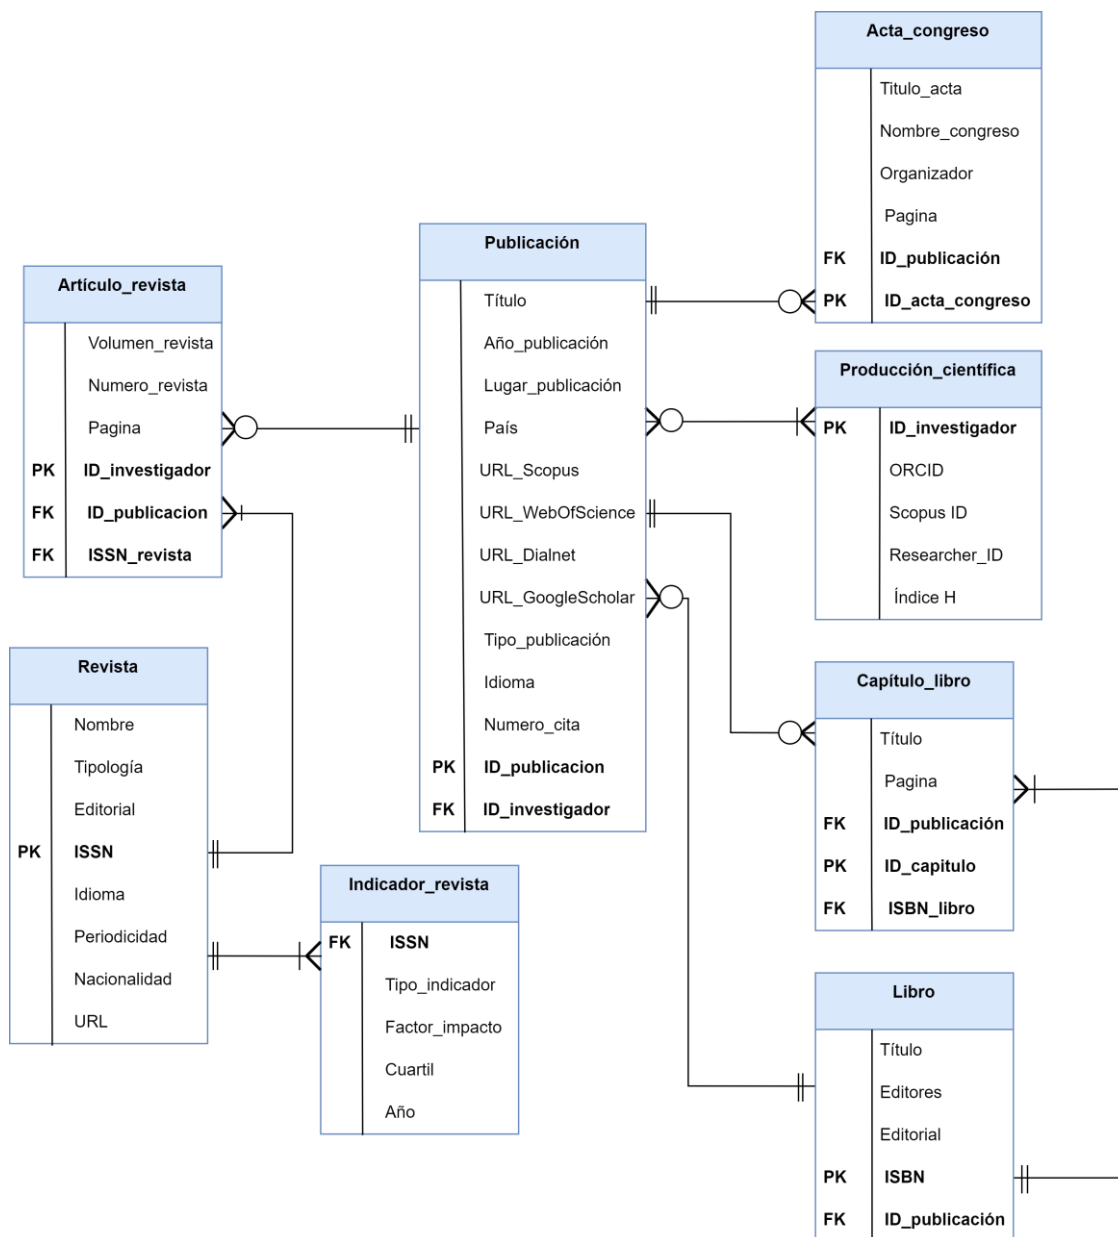 Acta_congreso
Titulo_acta
Nombre_congreso
Organizador
Pagina
FK ID_publicación
PK ID_acta_congreso
Publicación
Título
Año_publicación
Lugar_publicación
País
URL_Scopus
URL_WebOfScience
URL_Dialnet
URL_GoogleScholar
Tipo_publicación
Idioma
Numero_cita
PK ID_publicacion
FK ID_investigador
Artículo_revista
Volumen_revista
Numero_revista
Pagina
PK ID_investigador
FK ID_publicacion
FK ISSN_revista
Producción_científica
PK ID_investigador
ORCID
Scopus ID
Researcher_ID
Índice H
Revista
Nombre
Tipología
Editorial
PK ISSN
Idioma
Periodicidad
Nacionalidad
URL
Indicador_revista
FK ISSN
Tipo_indicador
Factor_impacto
Cuartil
Año
Capítulo_libro
Título
Pagina
FK ID_publicación
PK ID_capitulo
FK ISBN_libro
Libro
Título
Editores
Editorial
PK ISBN
FK ID_publicación